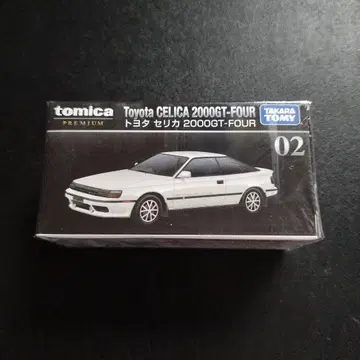 tomica
PREMIUM
Toyota CELICA 2000GT-FOUR
トヨタ セリカ 2000GT-FOUR
TAKARA
TOMY
02